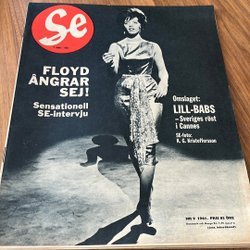 Se
FLOYD
ÅNGRAR
SEJ!
Sensationell
SE-intervju
Omslaget:
LILL-BABS
– Sveriges röst
i Cannes
SE-foto:
K. G. Kristoffersson
NR 9 1961. PRIS 85 ÖRE